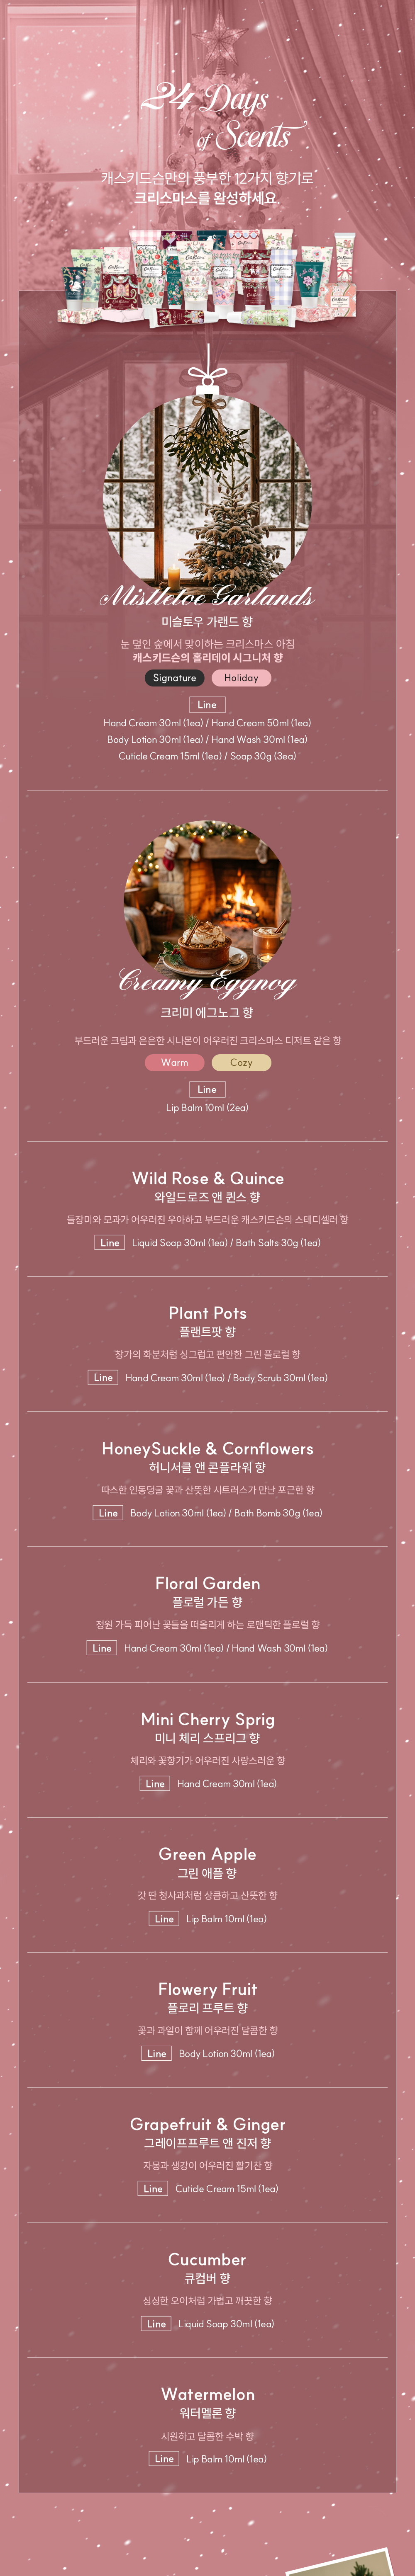 24 Days
of Scents
캐스키드슨만의 풍부한 12가지 향기로
크리스마스를 완성하세요.
Mistletoe Garlands
미슬토우 가랜드 향
눈 덮인 숲에서 맞이하는 크리스마스 아침
캐스키드슨의 홀리데이 시그니처 향
Signature Holiday
Line
Hand Cream 30ml (1ea) / Hand Cream 50ml (1ea)
Body Lotion 30ml (1ea) / Hand Wash 30ml (1ea)
Cuticle Cream 15ml (1ea) / Soap 30g (3ea)
Creamy Eggnog
크리미 에그노그 향
부드러운 크림과 은은한 시나몬이 어우러진 크리스마스 디저트 같은 향
Warm Cozy
Line
Lip Balm 10ml (2ea)
Wild Rose & Quince
와일드로즈 앤 퀸스 향
들장미와 모과가 어우러진 우아하고 부드러운 캐스키드슨의 스테디셀러 향
Line Liquid Soap 30ml (1ea) / Bath Salts 30g (1ea)
Plant Pots
플랜트팟 향
창가의 화분처럼 싱그럽고 편안한 그린 플로럴 향
Line Hand Cream 30ml (1ea) / Body Scrub 30ml (1ea)
HoneySuckle & Cornflowers
허니서클 앤 콘플라워 향
따스한 인동덩굴 꽃과 산뜻한 시트러스가 만난 포근한 향
Line Body Lotion 30ml (1ea) / Bath Bomb 30g (1ea)
Floral Garden
플로럴 가든 향
정원 가득 피어난 꽃들을 떠올리게 하는 로맨틱한 플로럴 향
Line Hand Cream 30ml (1ea) / Hand Wash 30ml (1ea)
Mini Cherry Sprig
미니 체리 스프리그 향
체리와 꽃향기가 어우러진 사랑스러운 향
Line Hand Cream 30ml (1ea)
Green Apple
그린 애플 향
갓 딴 청사과처럼 상큼하고 산뜻한 향
Line Lip Balm 10ml (1ea)
Flowery Fruit
플로리 프루트 향
꽃과 과일이 함께 어우러진 달콤한 향
Line Body Lotion 30ml (1ea)
Grapefruit & Ginger
그레이프프루트 앤 진저 향
자몽과 생강이 어우러진 활기찬 향
Line Cuticle Cream 15ml (1ea)
Cucumber
큐컴버 향
싱싱한 오이처럼 가볍고 깨끗한 향
Line Liquid Soap 30ml (1ea)
Watermelon
워터멜론 향
시원하고 달콤한 수박 향
Line Lip Balm 10ml (1ea)